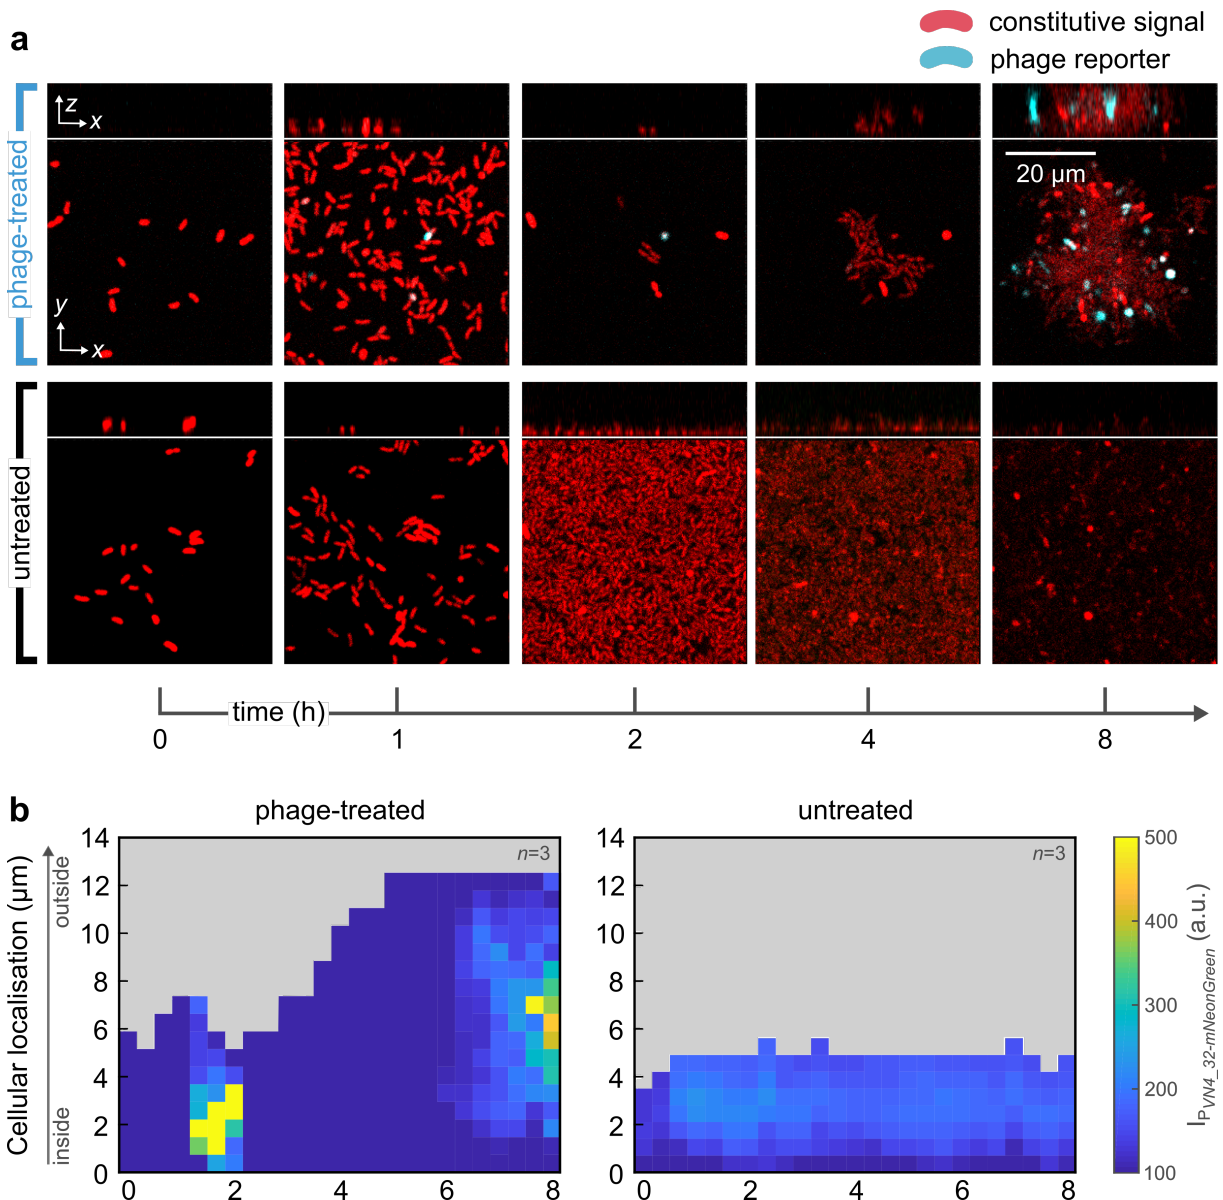 a
constitutive signal
phage reporter
phage-treated
z
x
y
x
20 μm
untreated
time (h)
0
1
2
4
8
b
phage-treated
untreated
Cellular localisation (μm)
outside
inside
14
12
10
8
6
4
2
0
n=3
0
2
4
6
8
14
12
10
8
6
4
2
0
n=3
0
2
4
6
8
500
400
300
200
100
IPVN4_32-mNeonGreen (a.u.)